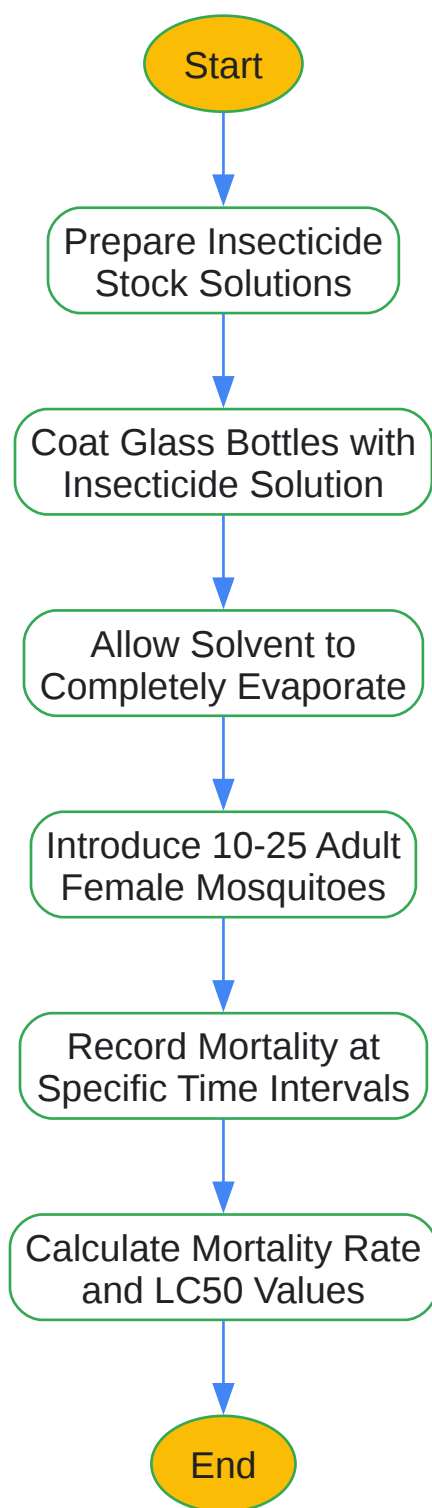 Start
Prepare Insecticide
Stock Solutions
Coat Glass Bottles with
Insecticide Solution
Allow Solvent to
Completely Evaporate
Introduce 10-25 Adult
Female Mosquitoes
Record Mortality at
Specific Time Intervals
Calculate Mortality Rate
and LC50 Values
End